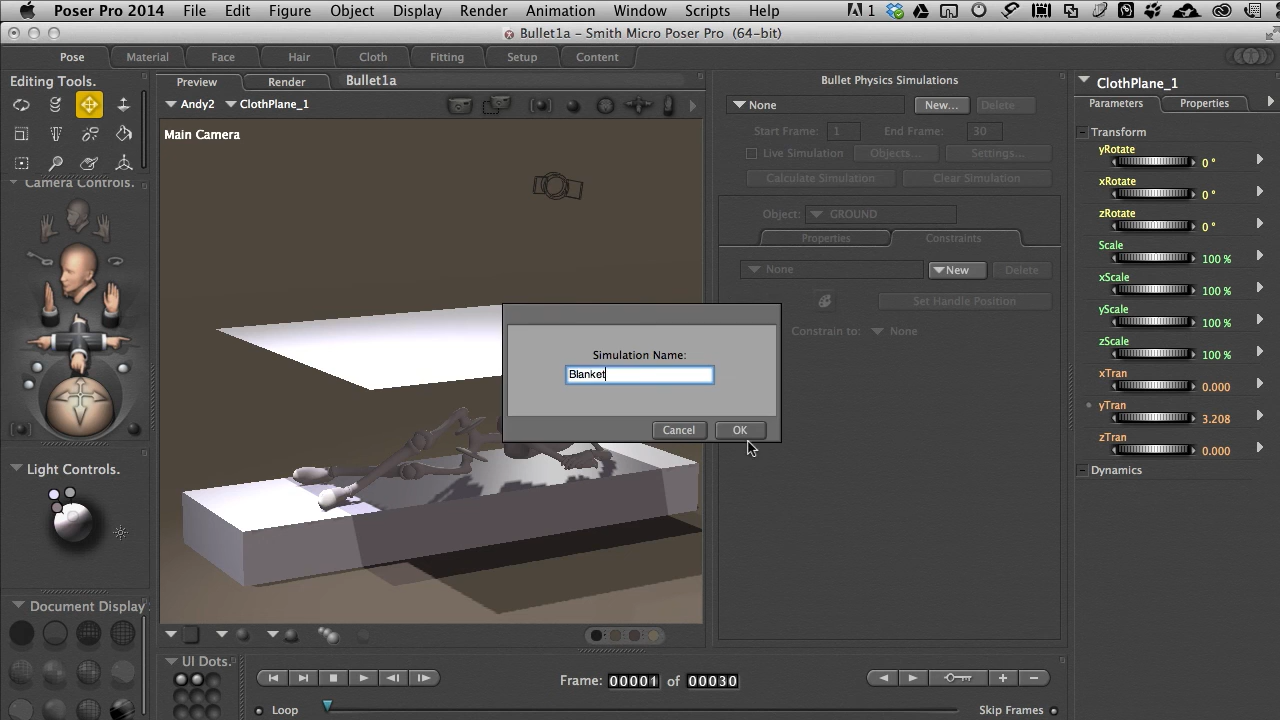 Poser Pro 2014 File Edit Figure Object Display Render Animation Window Scripts Help 1
Bullet1a – Smith Micro Poser Pro (64-bit)
Pose Material Face Hair Cloth Fitting Setup Content
Editing Tools.
Camera Controls.
Light Controls.
Document Display
Preview Render Bullet1a
Andy2 ClothPlane_1
Main Camera
UI Dots.
Frame: 00001 of 00030
Loop
Skip Frames
Simulation Name:
Blanket
Cancel OK
Bullet Physics Simulations
None New... Delete
Start Frame: 1 End Frame: 30
Live Simulation Objects... Settings...
Calculate Simulation Clear Simulation
Object: GROUND
Properties Constraints
None New Delete
Set Handle Position
Constrain to: None
ClothPlane_1
Parameters Properties
Transform
yRotate
0 °
xRotate
0 °
zRotate
0 °
Scale
100 %
xScale
100 %
yScale
100 %
zScale
100 %
xTran
0.000
yTran
3.208
zTran
0.000
Dynamics